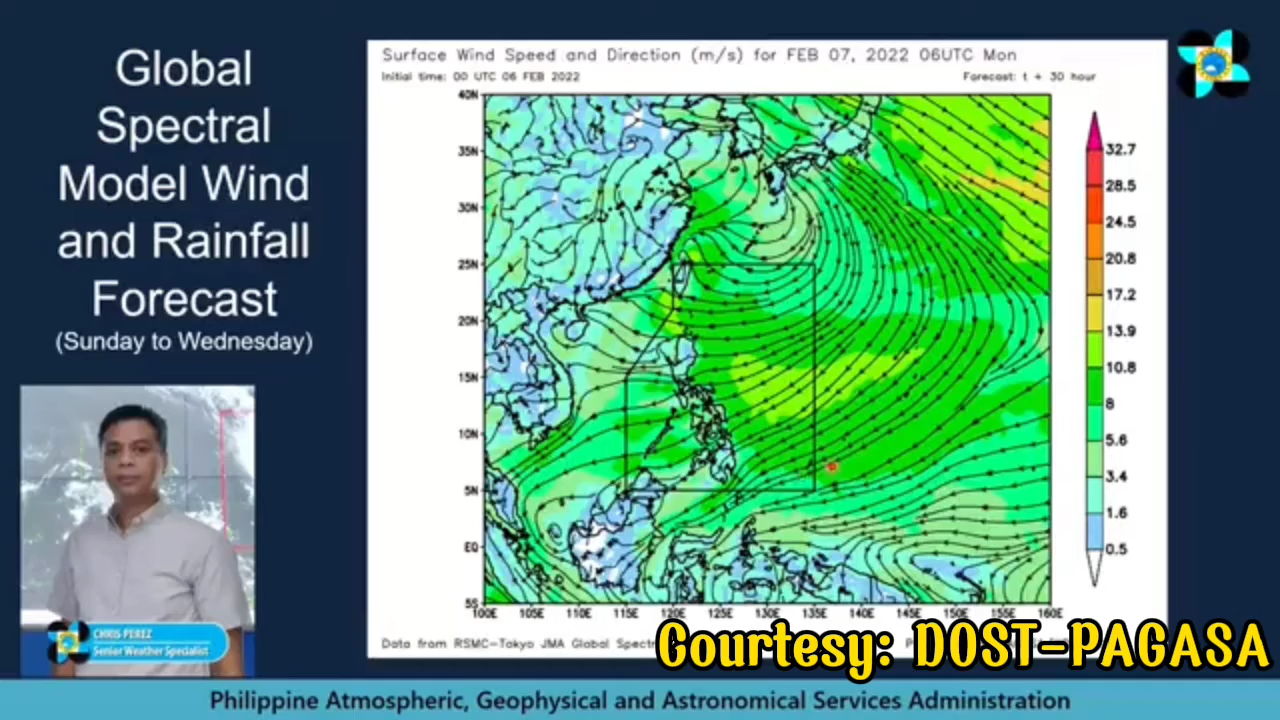 Global
Spectral
Model Wind
and Rainfall
Forecast
(Sunday to Wednesday)
Surface Wind Speed and Direction (m/s) for FEB 07, 2022 06UTC Mon
Initial time: 00 UTC 06 FEB 2022
Forecast: t + 30 hour
40N
35N
30N
25N
20N
15N
10N
5N
EQ
5S
100E 105E 110E 115E 120E 125E 130E 135E 140E 145E 150E 155E 160E
32.7
28.5
24.5
20.8
17.2
13.9
10.8
8
5.6
3.4
1.6
0.5
Data from RSMC-Tokyo JMA Global
CHRIS PEREZ
Senior Weather Specialist
Courtesy: DOST-PAGASA
Philippine Atmospheric, Geophysical and Astronomical Services Administration